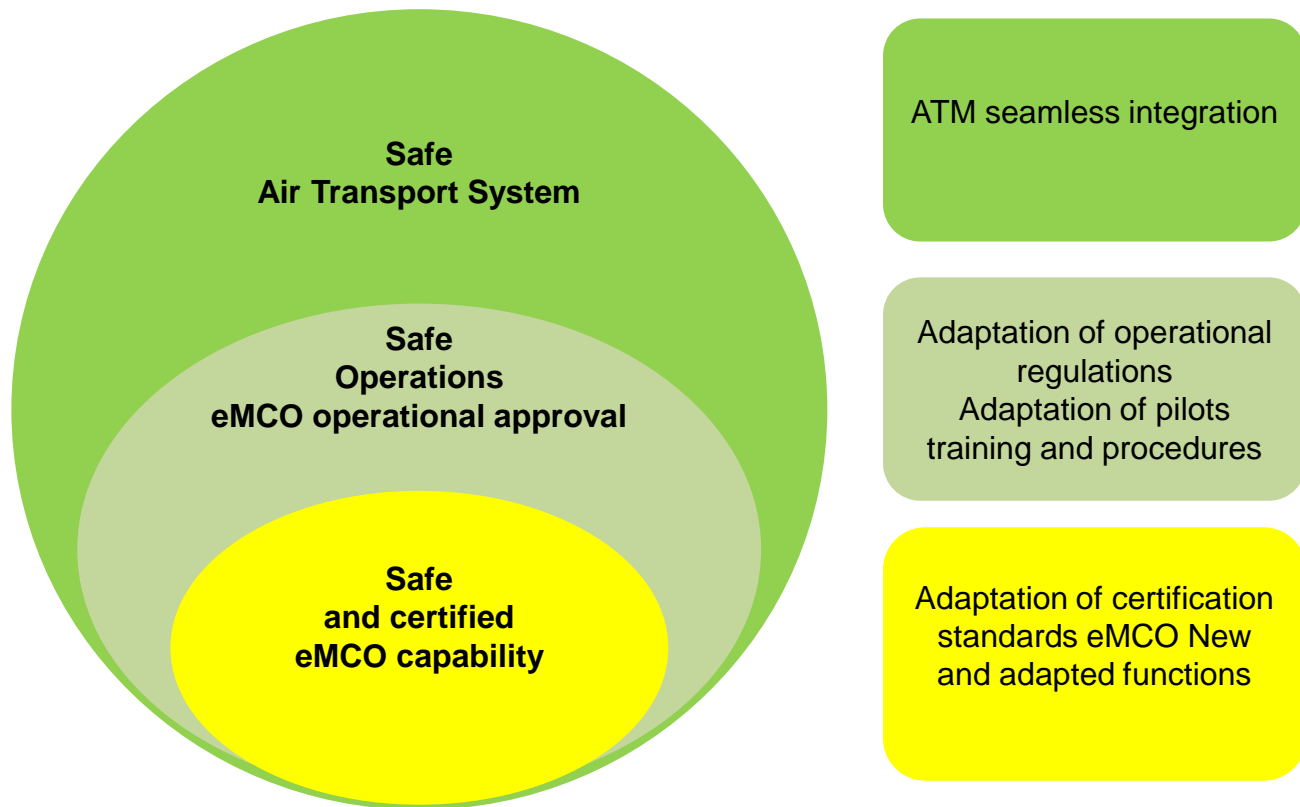 Safe
Air Transport System
Safe
Operations
eMCO operational approval
Safe
and certified
eMCO capability
ATM seamless integration
Adaptation of operational
regulations
Adaptation of pilots
training and procedures
Adaptation of certification
standards eMCO New
and adapted functions